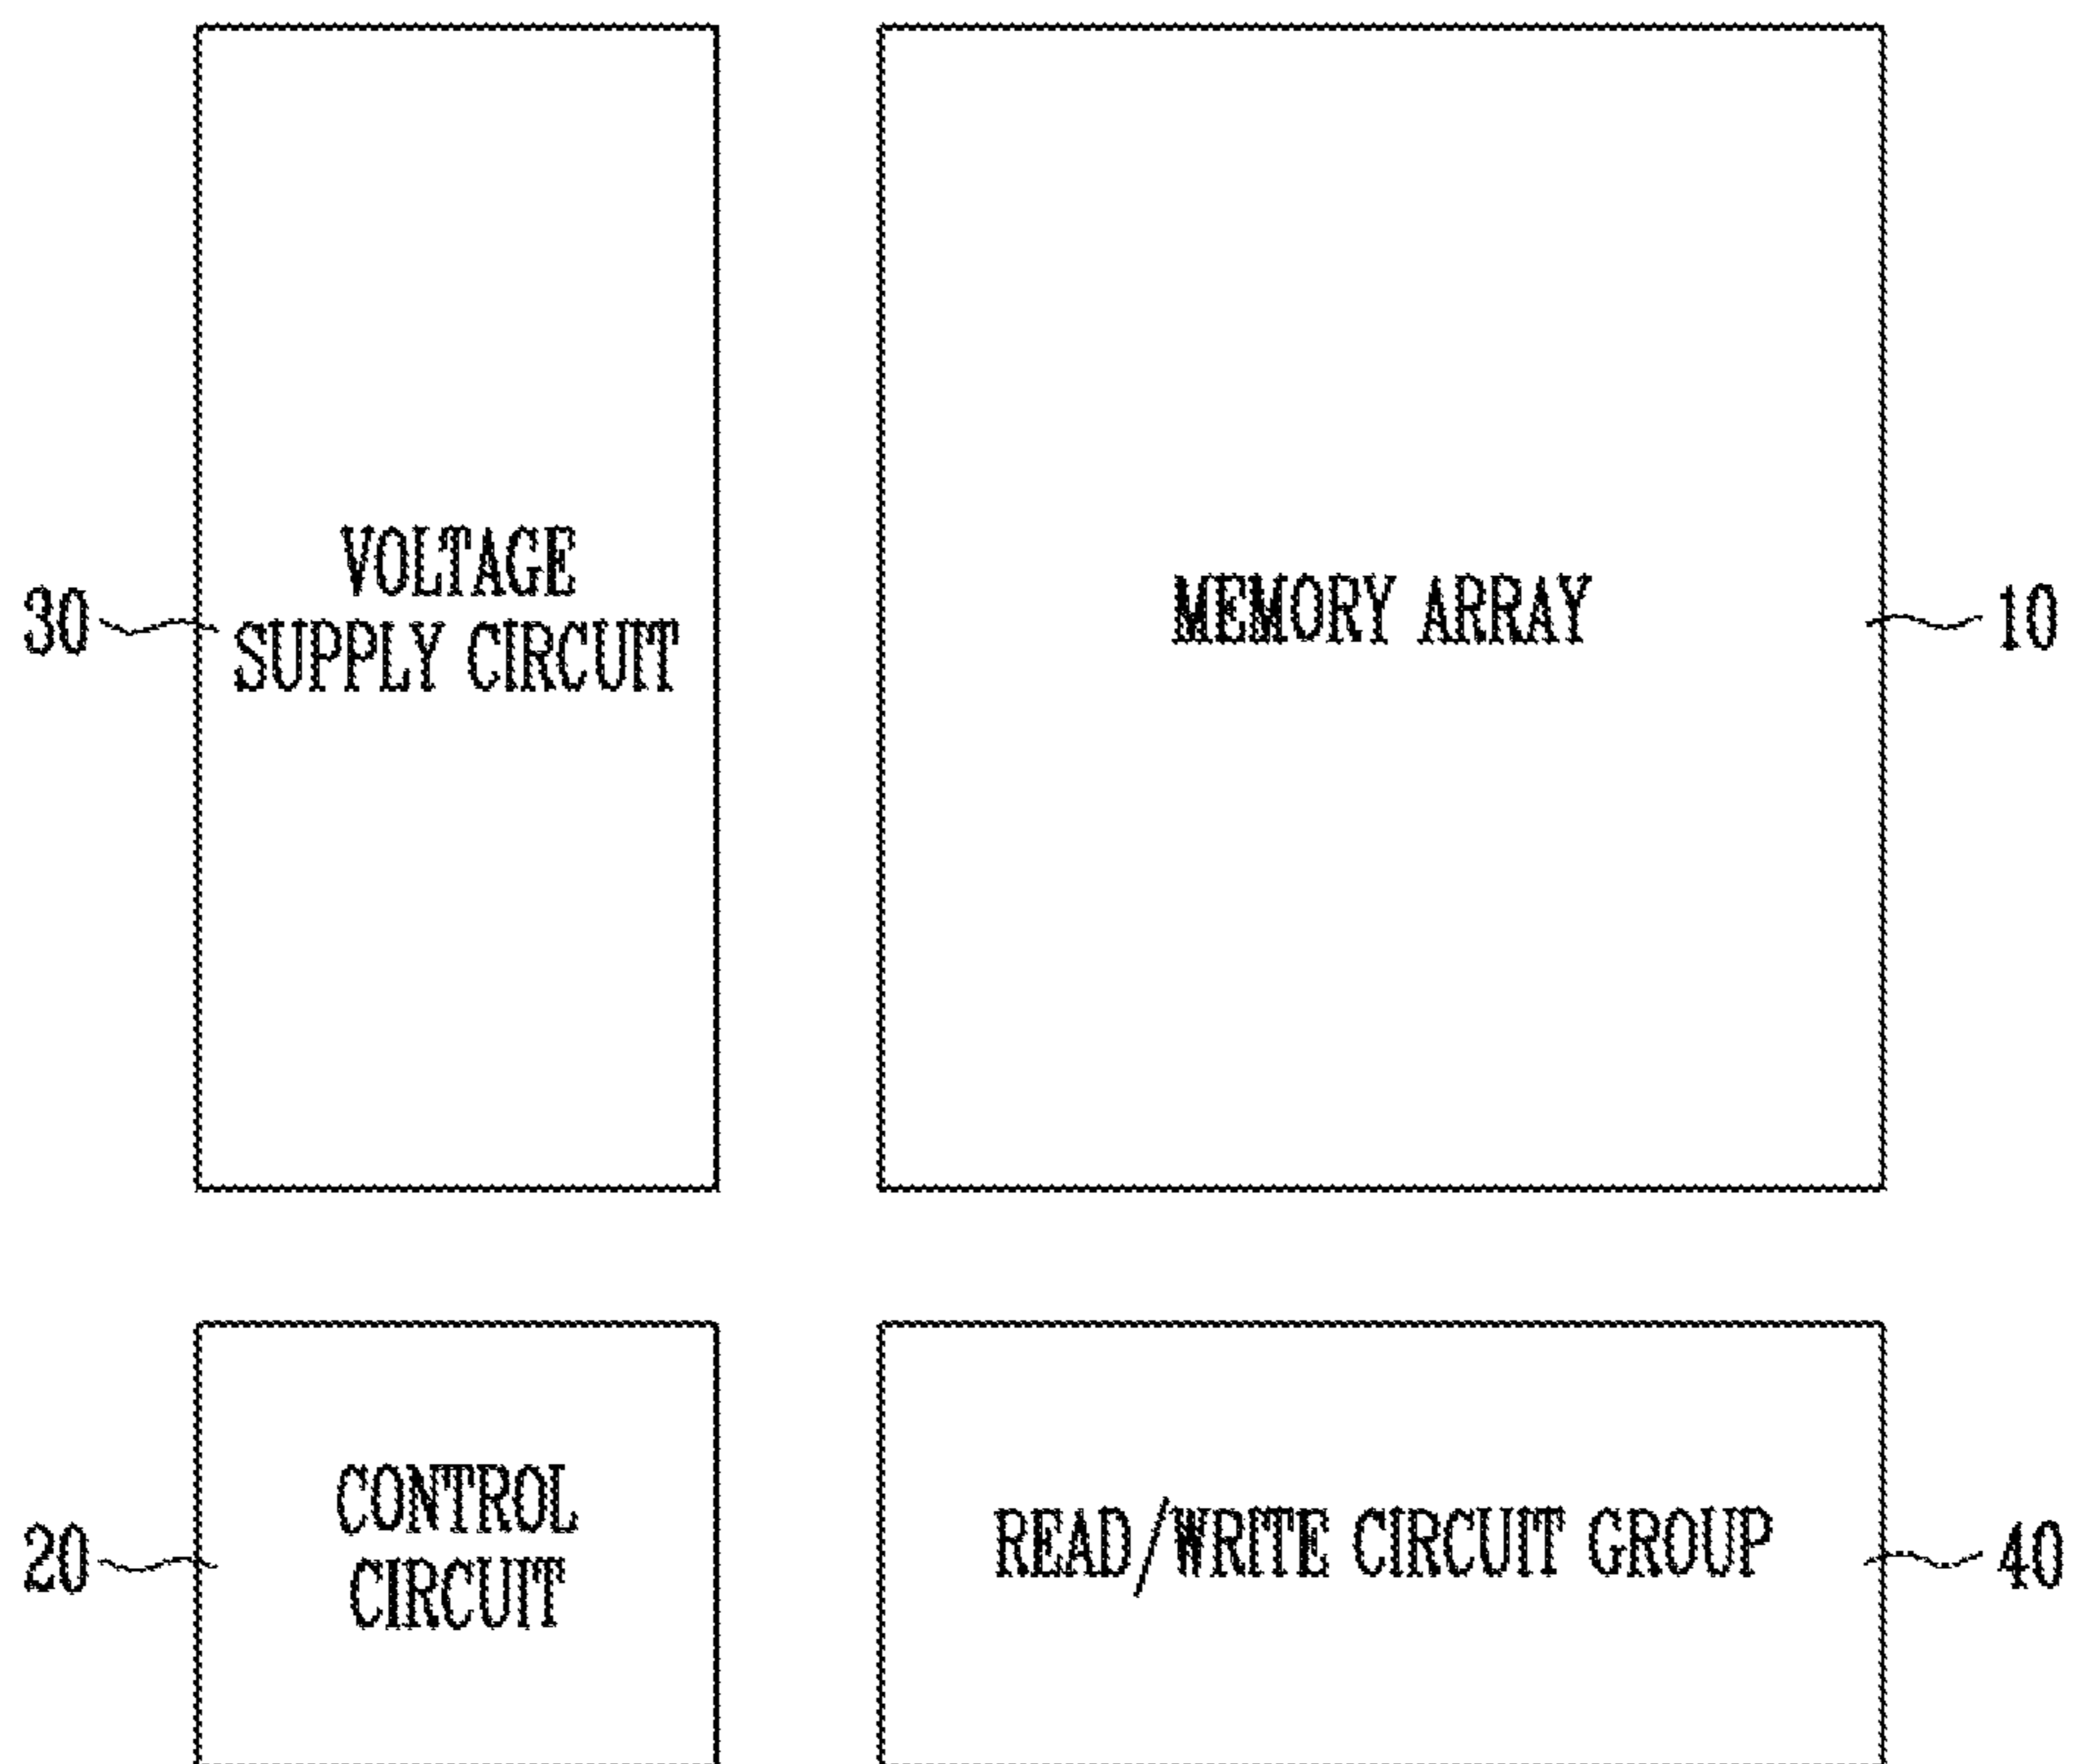 VOLTAGE
SUPPLY CIRCUIT
30
MEMORY ARRAY
10
CONTROL
CIRCUIT
20
READ/WRITE CIRCUIT GROUP
40